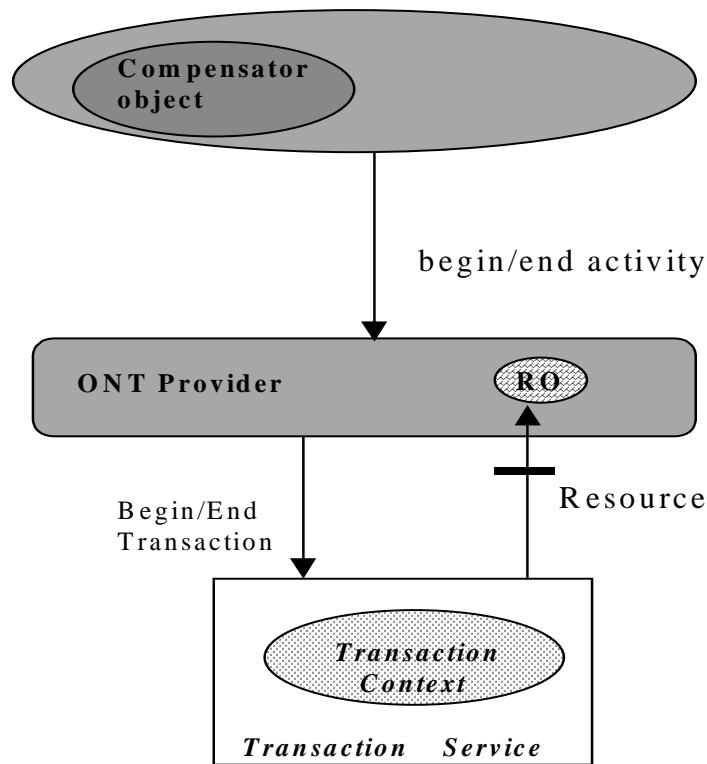 Compensator
object
begin/end activity
ONT Provider
RO
Begin/End
Transaction
Resource
Transaction
Context
Transaction Service